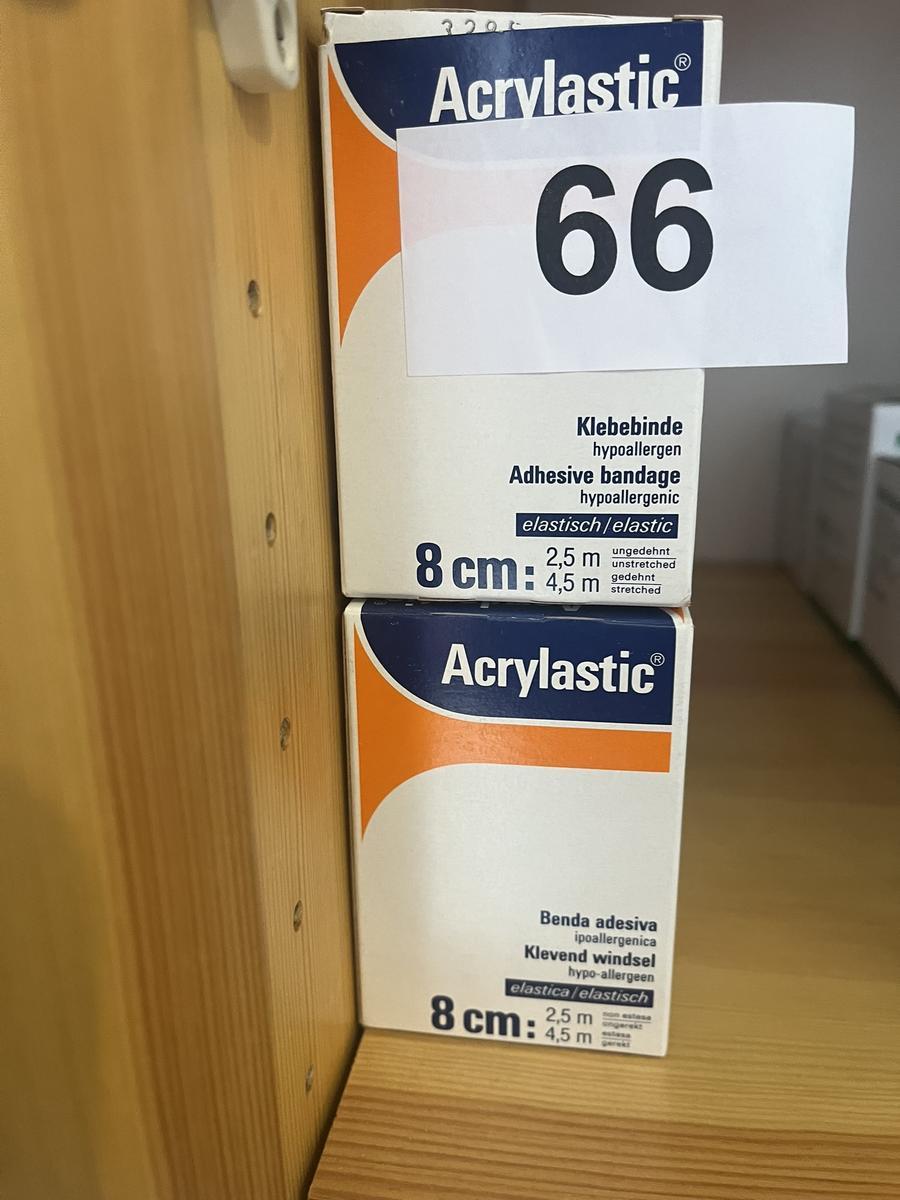 3285
Acrylastic®
66
Klebebinde
hypoallergen
Adhesive bandage
hypoallergenic
elastisch/elastic
8 cm: 2,5 m ungedehnt unstretched
4,5 m gedehnt stretched
Acrylastic®
Benda adesiva
ipoallergenica
Klevend windsel
hypo-allergeen
elastica/elastisch
8 cm: 2,5 m non estesa ongerekt
4,5 m estesa gerekt